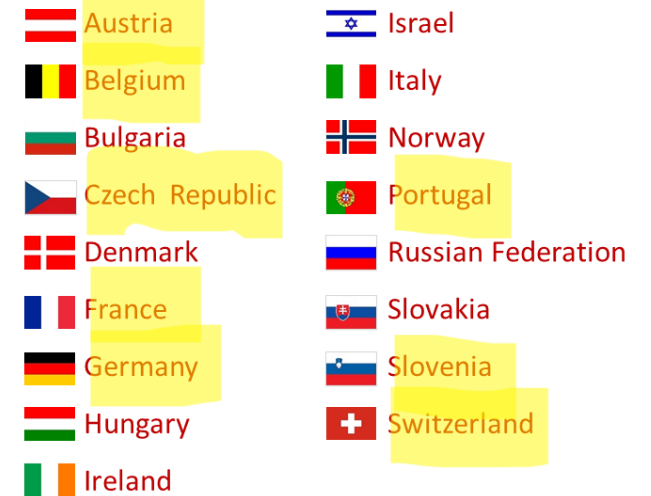 Austria
Belgium
Bulgaria
Czech Republic
Denmark
France
Germany
Hungary
Ireland
Israel
Italy
Norway
Portugal
Russian Federation
Slovakia
Slovenia
Switzerland